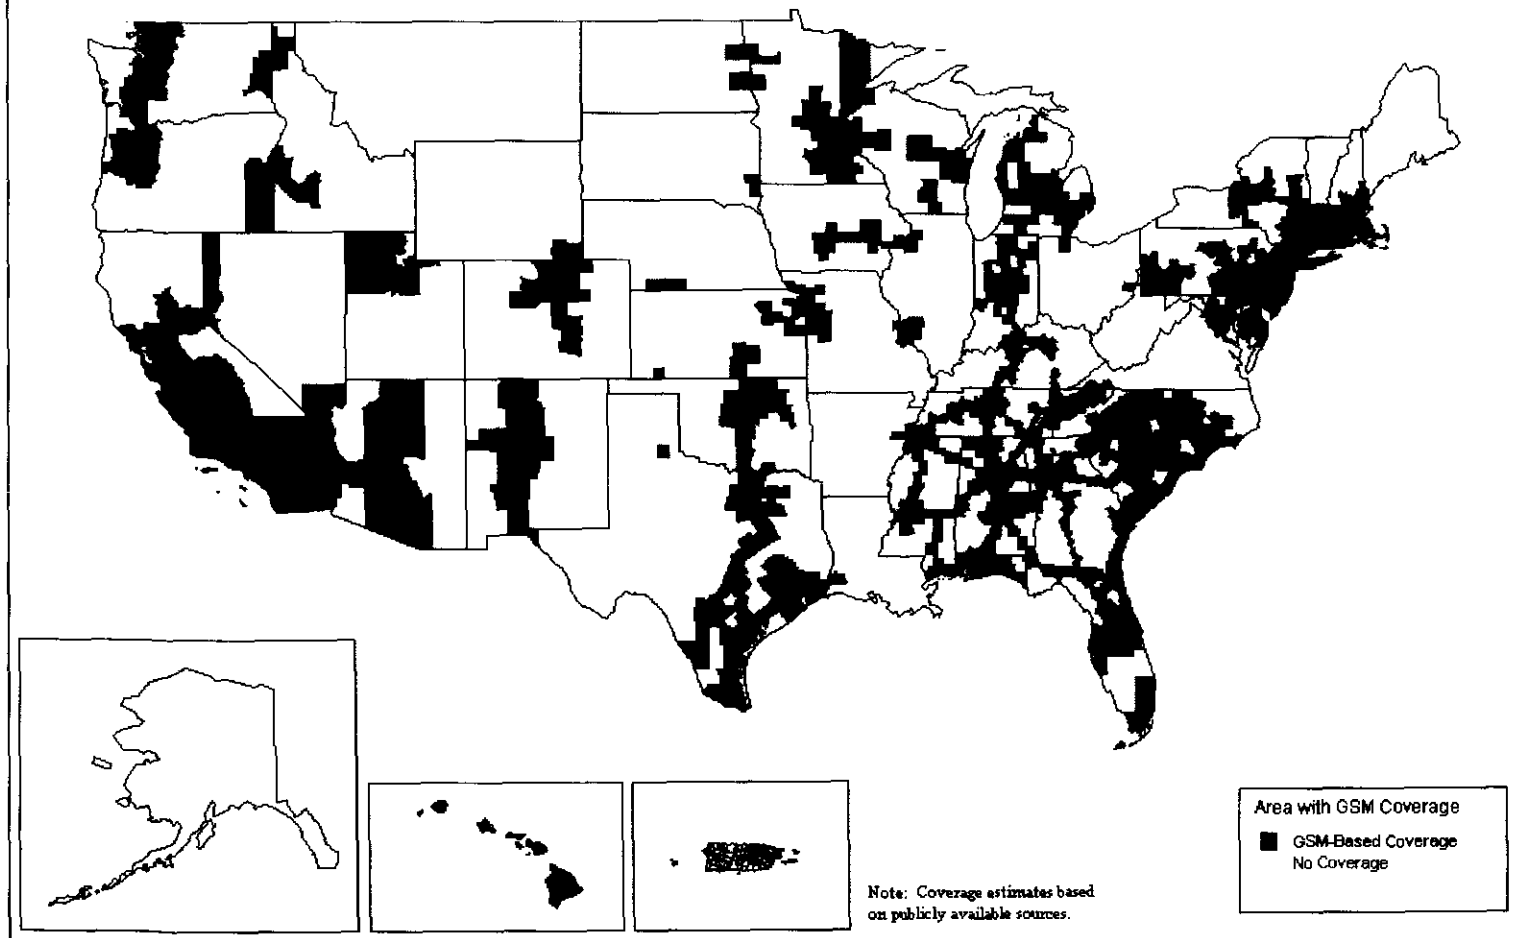 Area with GSM Coverage
GSM-Based Coverage
No Coverage
Note: Coverage estimates based
on publicly available sources.